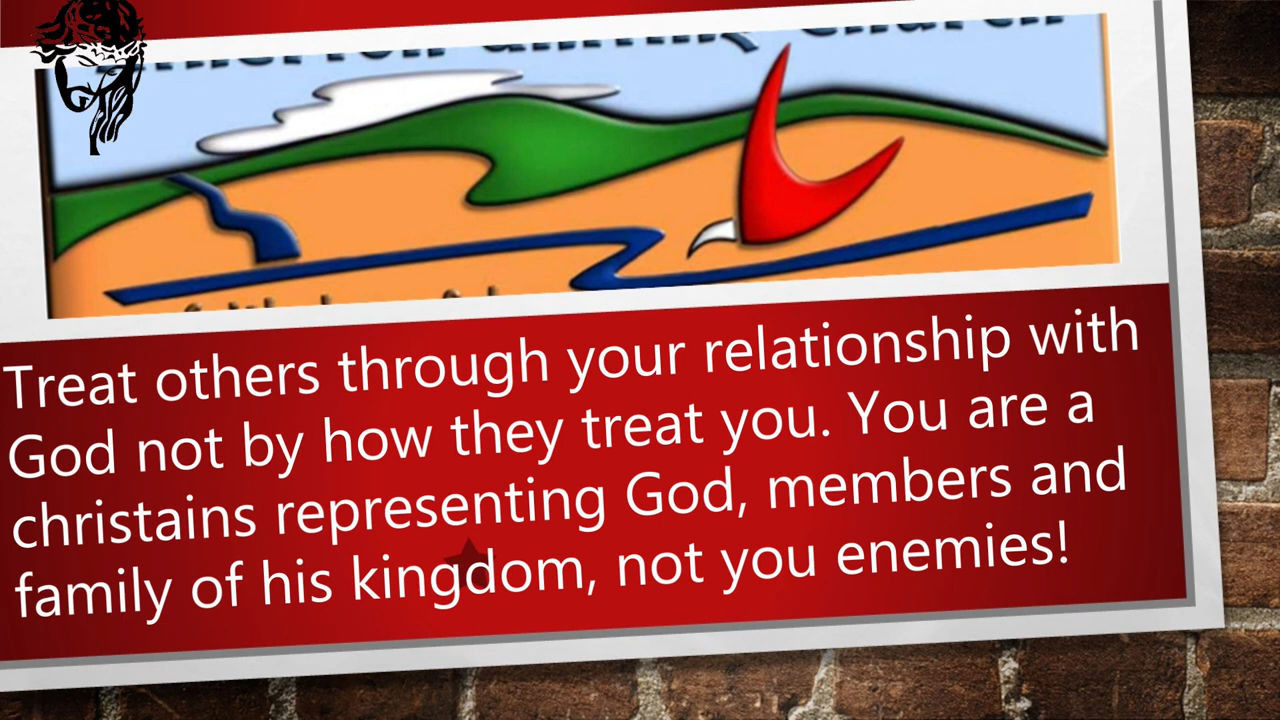 church
Treat others through your relationship with
God not by how they treat you. You are a
christains representing God, members and
family of his kingdom, not you enemies!